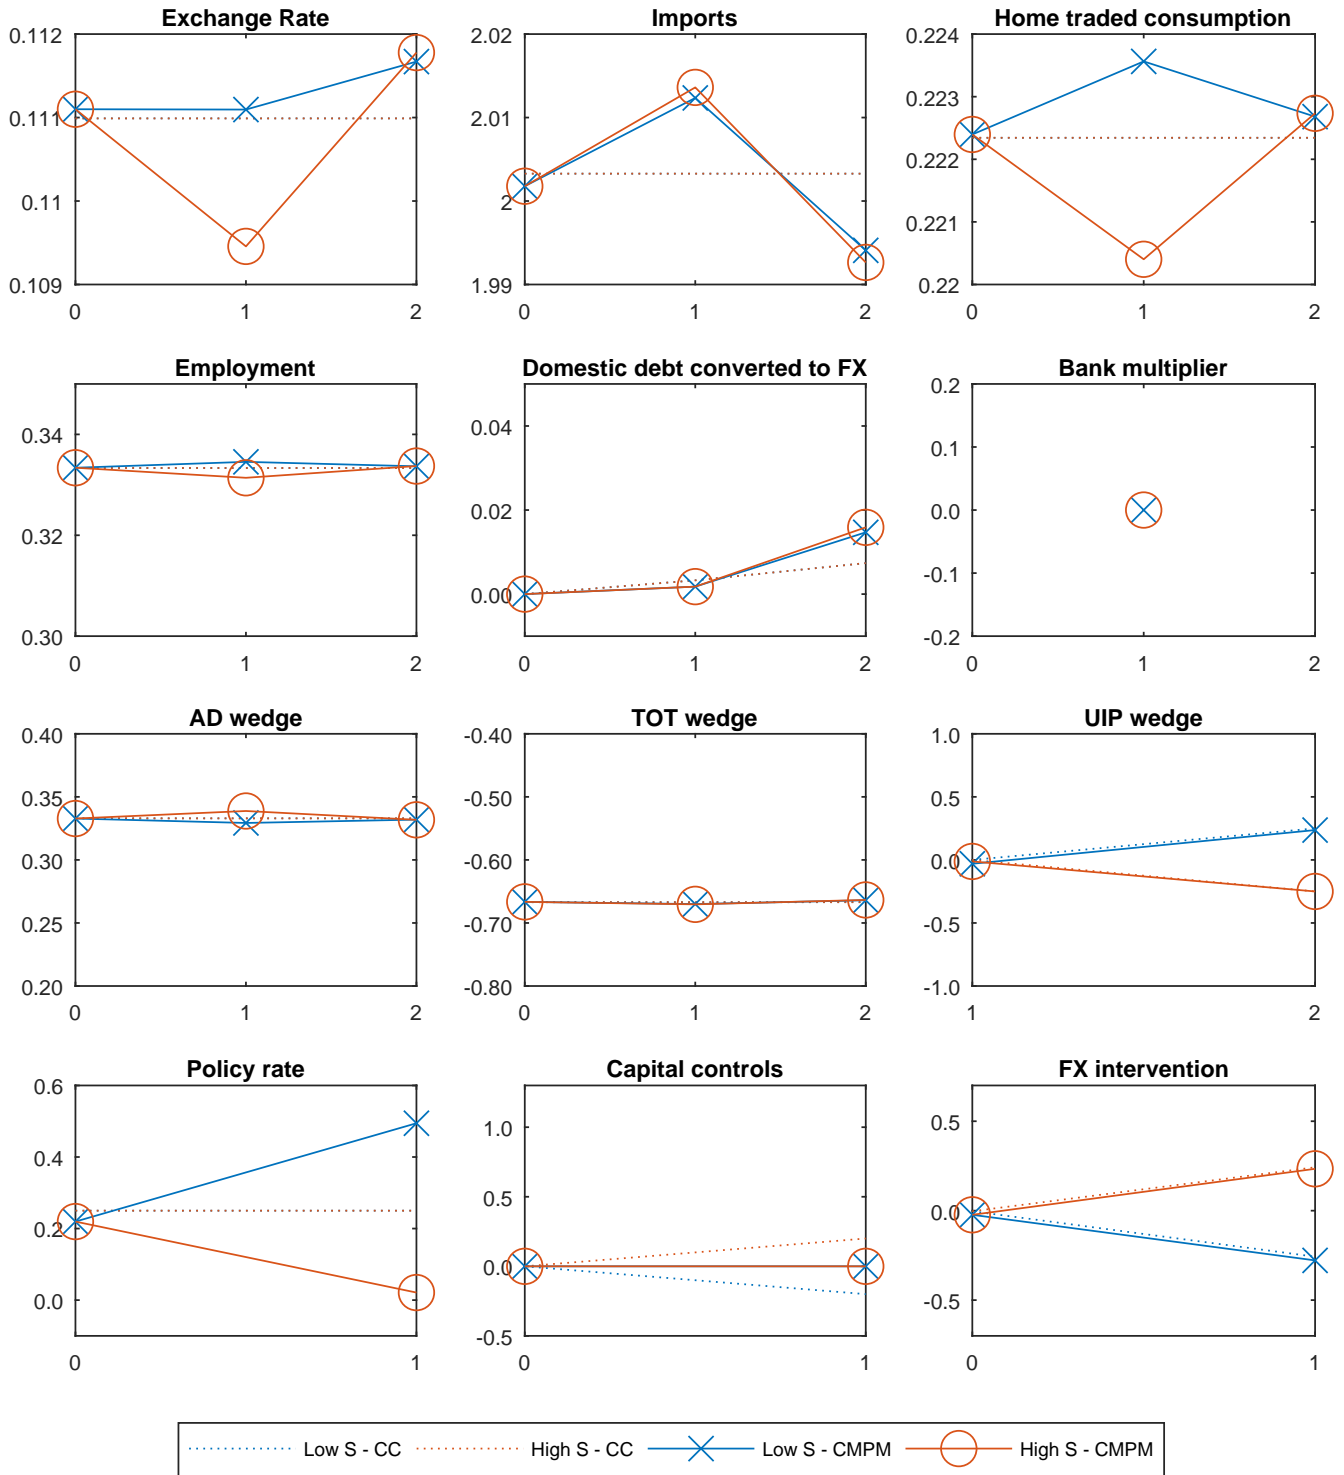 Exchange Rate
0.112
0.111
0.11
0.109
0 1 2
Imports
2.02
2.01
2
1.99
0 1 2
Home traded consumption
0.224
0.223
0.222
0.221
0.22
0 1 2
Employment
0.34
0.32
0.30
0 1 2
Domestic debt converted to FX
0.04
0.02
0.00
0 1 2
Bank multiplier
0.2
0.1
0.0
-0.1
-0.2
0 1 2
AD wedge
0.40
0.35
0.30
0.25
0.20
0 1 2
TOT wedge
-0.40
-0.50
-0.60
-0.70
-0.80
0 1 2
UIP wedge
1.0
0.5
0.0
-0.5
-1.0
1 2
Policy rate
0.6
0.4
0.2
0.0
0 1
Capital controls
1.0
0.5
0.0
-0.5
0 1
FX intervention
0.5
0.0
-0.5
0 1
Low S - CC High S - CC Low S - CMPM High S - CMPM